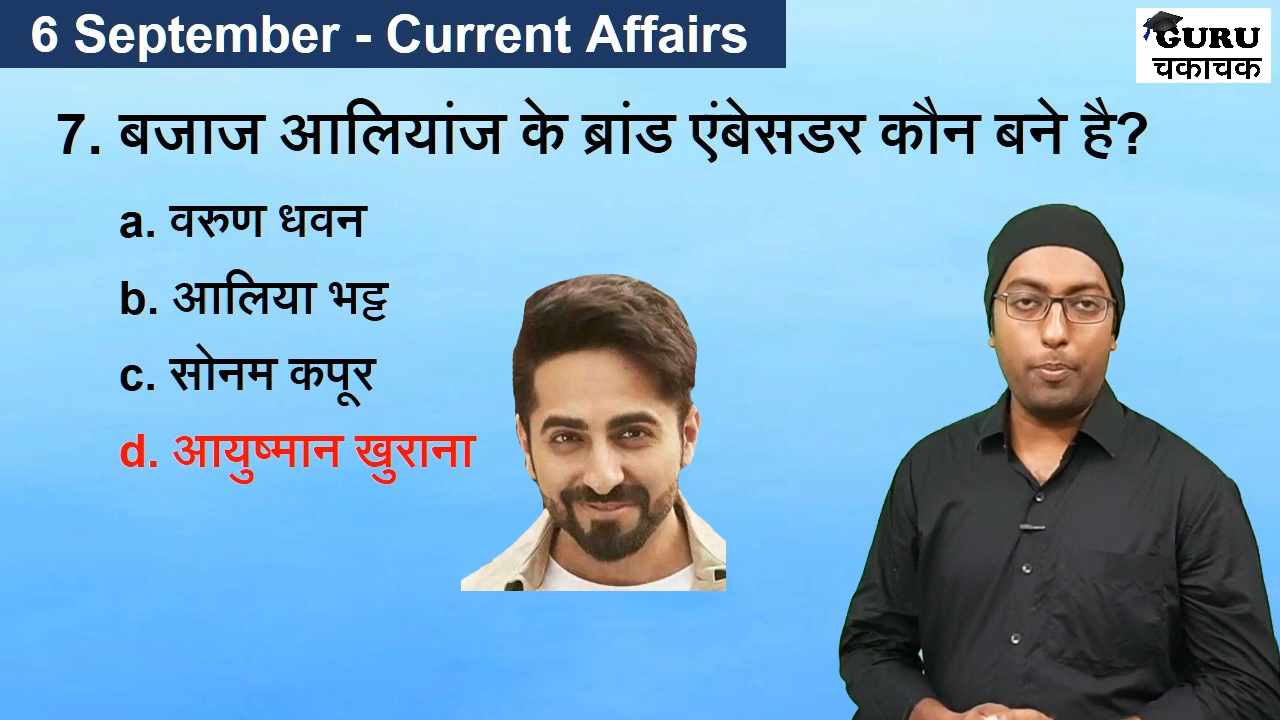 6 September - Current Affairs
GURU
चकाचक
7. बजाज आलियांज के ब्रांड एंबेसडर कौन बने है?
a. वरुण धवन
b. आलिया भट्ट
c. सोनम कपूर
d. आयुष्मान खुराना